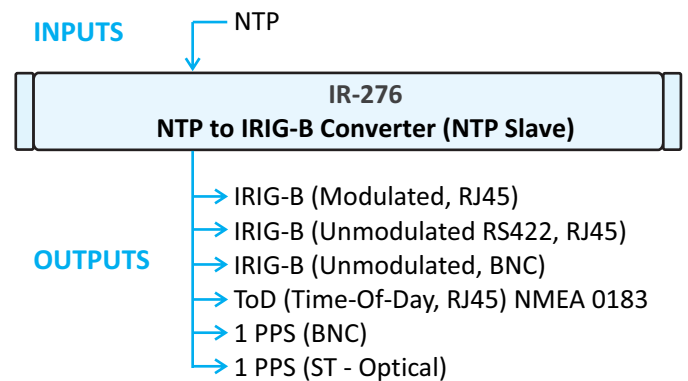 INPUTS
NTP
IR-276
NTP to IRIG-B Converter (NTP Slave)
OUTPUTS
IRIG-B (Modulated, RJ45)
IRIG-B (Unmodulated RS422, RJ45)
IRIG-B (Unmodulated, BNC)
ToD (Time-Of-Day, RJ45) NMEA 0183
1 PPS (BNC)
1 PPS (ST - Optical)